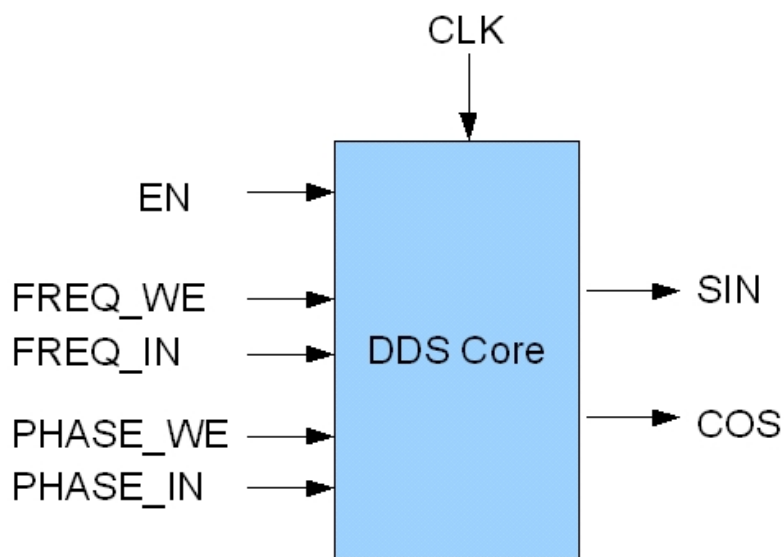 CLK
EN
FREQ_WE
FREQ_IN
PHASE_WE
PHASE_IN
DDS Core
SIN
COS